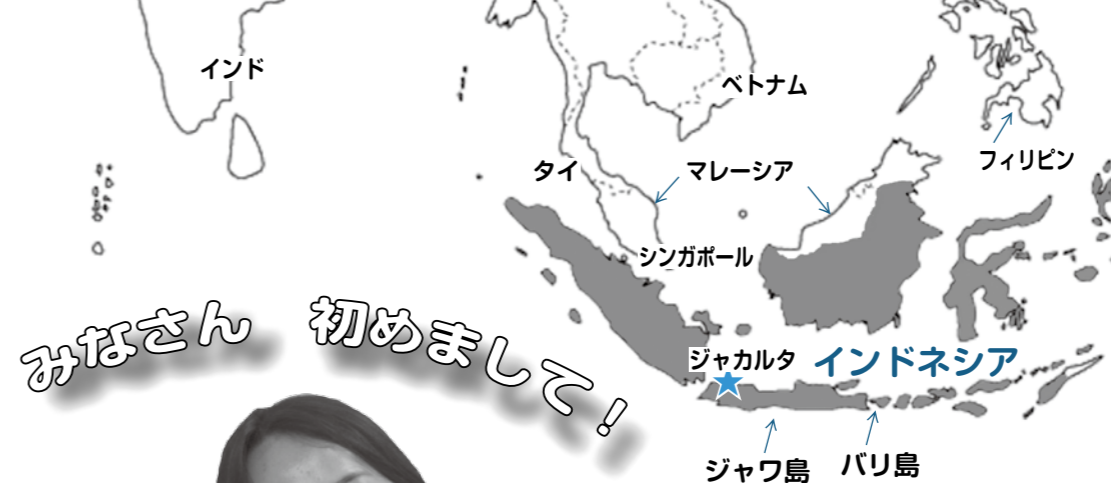 インド
ベトナム
フィリピン
タイ
マレーシア
シンガポール
みなさん 初めまして!
ジャカルタ
インドネシア
ジャワ島
バリ島